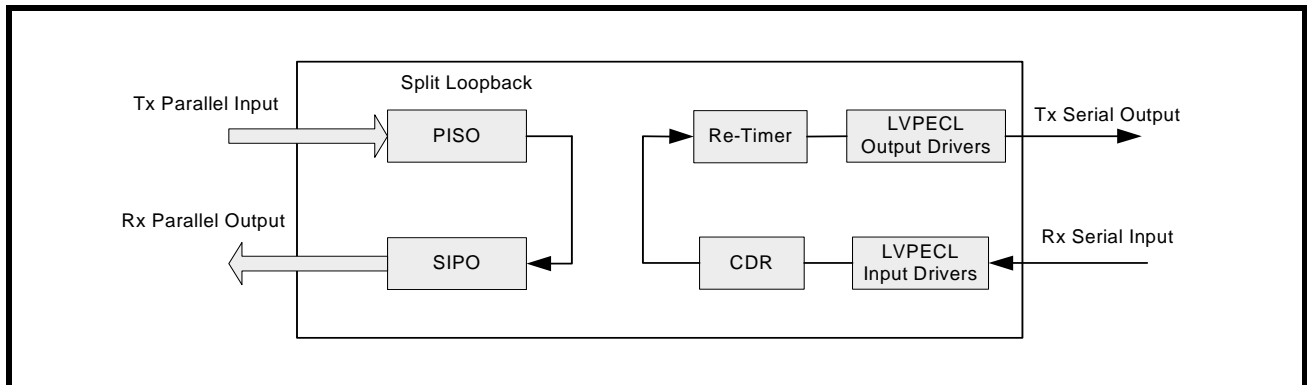 Split Loopback
Tx Parallel Input
PISO
Re-Timer
LVPECL
Output Drivers
Tx Serial Output
Rx Parallel Output
SIPO
CDR
LVPECL
Input Drivers
Rx Serial Input